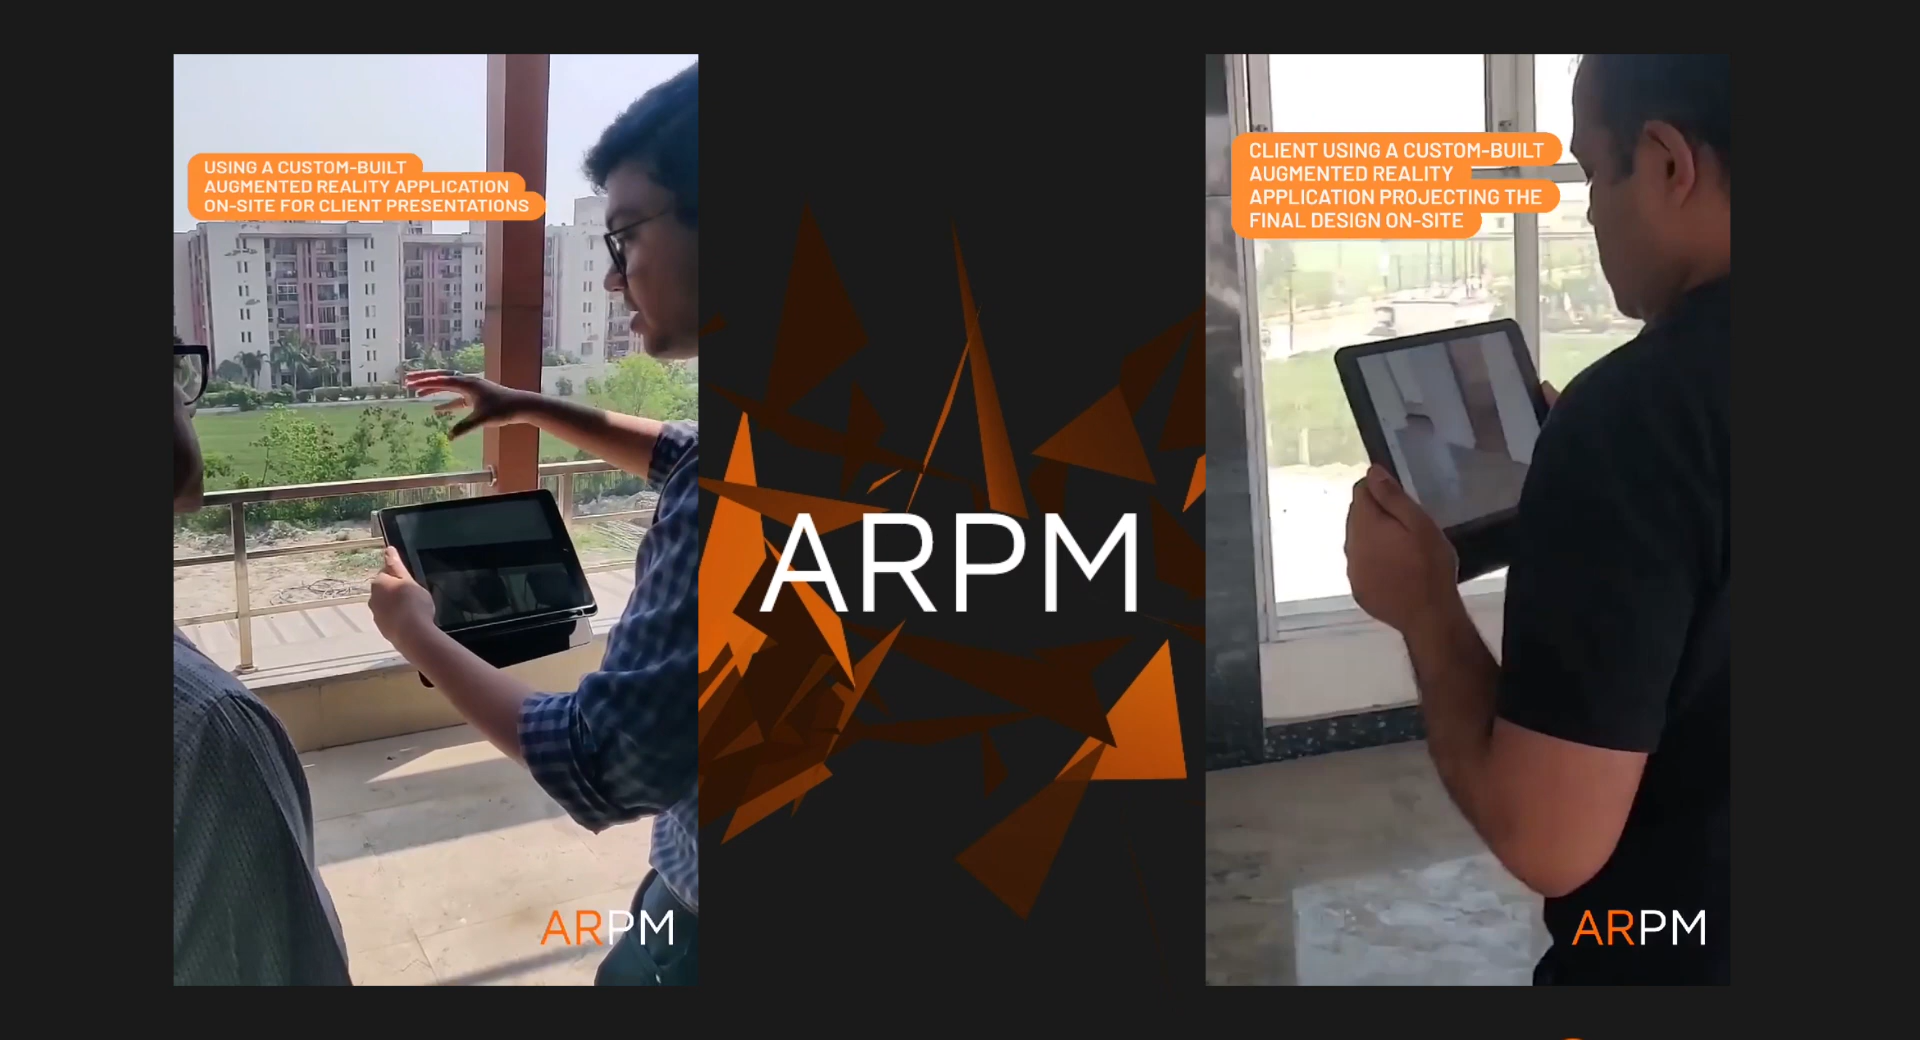 USING A CUSTOM-BUILT
AUGMENTED REALITY APPLICATION
ON-SITE FOR CLIENT PRESENTATIONS
ARPM
ARPM
CLIENT USING A CUSTOM-BUILT
AUGMENTED REALITY
APPLICATION PROJECTING THE
FINAL DESIGN ON-SITE
ARPM